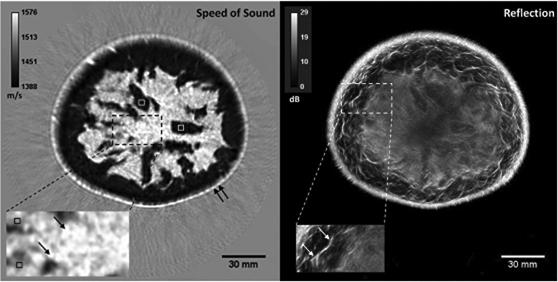 1576
Speed of Sound
1513
1451
1388
m/s
30 mm
29
Reflection
19
10
0
dB
30 mm